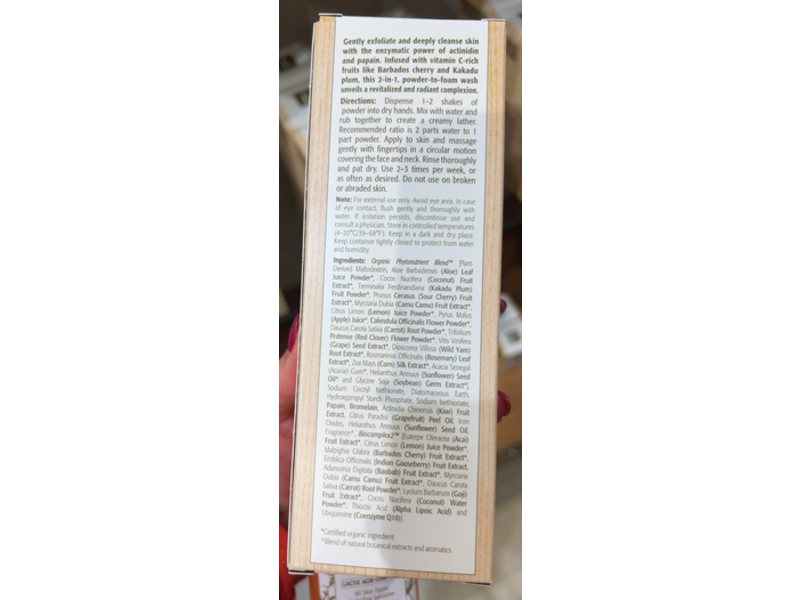 Gently exfoliate and deeply cleanse skin
with the enzymatic power of actinidin
and papain. Infused with vitamin C-rich
fruits like Barbados cherry and Kakadu
plum, this 2-in-1, powder-to-foam wash
unveils a revitalized and radiant complexion.
Directions: Dispense 1–2 shakes of
powder into dry hands. Mix with water and
rub together to create a creamy lather.
Recommended ratio is 2 parts water to 1
part powder. Apply to skin and massage
gently with fingertips in a circular motion
covering the face and neck. Rinse thoroughly
and pat dry. Use 2–3 times per week, or
as often as desired. Do not use on broken
or abraded skin.
Note: For external use only. Avoid eye area. In case
of eye contact, flush gently and thoroughly with
water. If irritation persists, discontinue use and
consult a physician. Store in controlled temperatures
(4–20°C/39–68°F). Keep in a dark and dry place.
Keep container tightly closed to protect from water
and humidity.
Ingredients: Organic Phytonutrient Blend™ [Plant-
Derived Maltodextrin, Aloe Barbadensis (Aloe) Leaf
Juice Powder*, Cocos Nucifera (Coconut) Fruit
Extract*, Terminalia Ferdinandiana (Kakadu Plum)
Fruit Powder*, Prunus Cerasus (Sour Cherry) Fruit
Extract*, Myrciaria Dubia (Camu Camu) Fruit Extract*,
Citrus Limon (Lemon) Juice Powder*, Pyrus Malus
(Apple) Juice*, Calendula Officinalis Flower Powder*,
Daucus Carota Sativa (Carrot) Root Powder*, Trifolium
Pratense (Red Clover) Flower Powder*, Vitis Vinifera
(Grape) Seed Extract*, Dioscorea Villosa (Wild Yam)
Root Extract*, Rosmarinus Officinalis (Rosemary) Leaf
Extract*, Zea Mays (Corn) Silk Extract*, Acacia Senegal
(Acacia) Gum*, Helianthus Annuus (Sunflower) Seed
Oil* and Glycine Soja (Soybean) Germ Extract*],
Sodium Cocoyl Isethionate, Diatomaceous Earth,
Hydroxypropyl Starch Phosphate, Sodium Isethionate,
Papain, Bromelain, Actinidia Chinensis (Kiwi) Fruit
Extract, Citrus Paradisi (Grapefruit) Peel Oil, Iron
Oxides, Helianthus Annuus (Sunflower) Seed Oil,
Fragrance^, Biocomplex2™ [Euterpe Oleracea (Acai)
Fruit Extract*, Citrus Limon (Lemon) Juice Powder*,
Malpighia Glabra (Barbados Cherry) Fruit Extract*,
Emblica Officinalis (Indian Gooseberry) Fruit Extract,
Adansonia Digitata (Baobab) Fruit Extract*, Myrciaria
Dubia (Camu Camu) Fruit Extract*, Daucus Carota
Sativa (Carrot) Root Powder*, Lycium Barbarum (Goji)
Fruit Extract*, Cocos Nucifera (Coconut) Water
Powder*, Thioctic Acid (Alpha Lipoic Acid) and
Ubiquinone (Coenzyme Q10)].
*Certified organic ingredient
^Blend of natural botanical extracts and aromatics
LACTIC ACID
All Skin Types